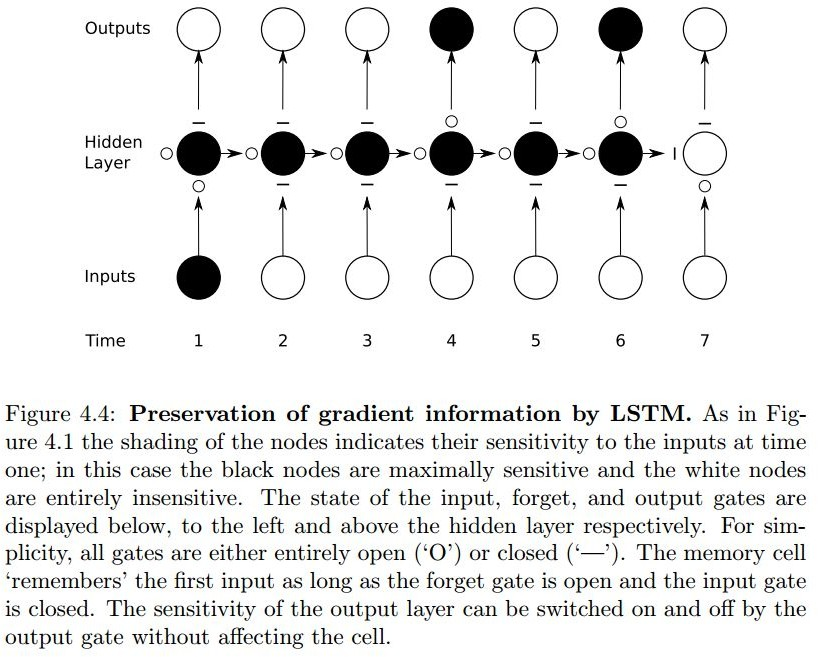 Outputs
Hidden
Layer
Inputs
Time 1 2 3 4 5 6 7
Figure 4.4: Preservation of gradient information by LSTM. As in Fig-
ure 4.1 the shading of the nodes indicates their sensitivity to the inputs at time
one; in this case the black nodes are maximally sensitive and the white nodes
are entirely insensitive. The state of the input, forget, and output gates are
displayed below, to the left and above the hidden layer respectively. For sim-
plicity, all gates are either entirely open (‘O’) or closed (‘—’). The memory cell
‘remembers’ the first input as long as the forget gate is open and the input gate
is closed. The sensitivity of the output layer can be switched on and off by the
output gate without affecting the cell.